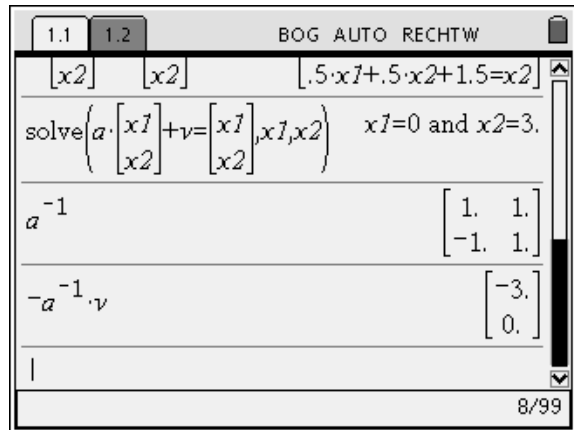 1.1 1.2 BOG AUTO RECHTW
[x2] [x2] [.5·x1+.5·x2+1.5=x2]
solve(a·[x1 x2]+v=[x1 x2],x1,x2) x1=0 and x2=3.
a⁻¹ [1. 1.
⁻1. 1.]
⁻a⁻¹·v [⁻3.
0.]
8/99